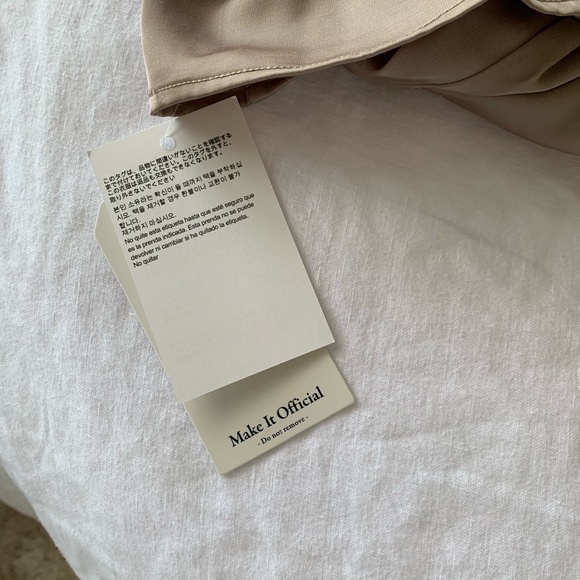 このタグは、品物に間違いがないことを確認する
まで付けておいてください。このタグを外すと、
この衣服は返品も交換もできなくなります。
取り外さないでください
본인 소유라는 확신이 들 때까지 택을 부착하십
시오. 택을 제거할 경우 환불이나 교환이 불가
합니다.
제거하지 마십시오.
No quite esta etiqueta hasta que esté seguro que
es la prenda indicada. Esta prenda no se puede
devolver ni cambiar si ha quitado la etiqueta.
No quitar
Make It Official
- Do not remove -